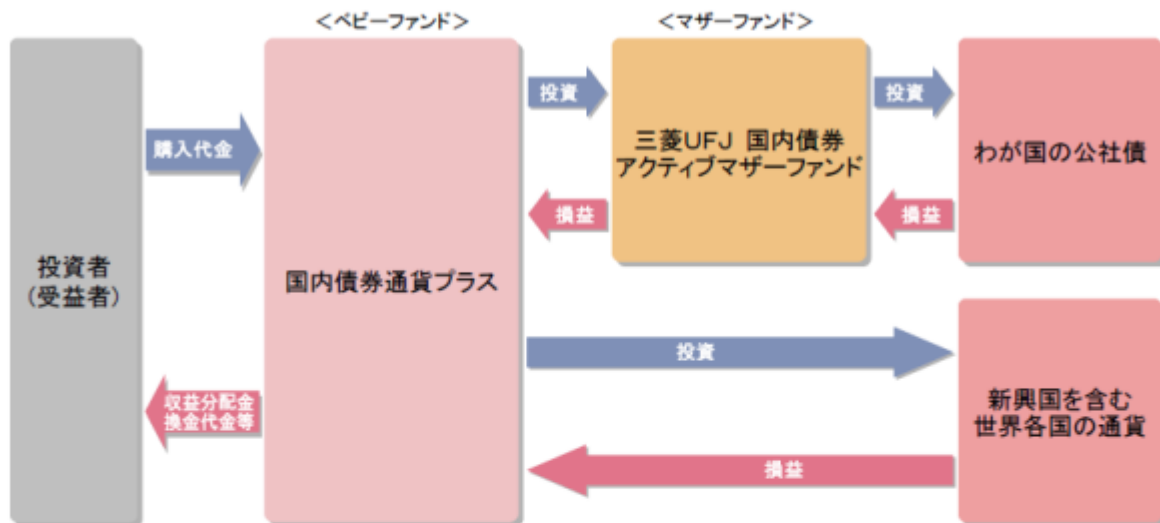 ＜ベビーファンド＞
＜マザーファンド＞
投資者
（受益者）
購入代金
収益分配金
換金代金等
国内債券通貨プラス
投資
損益
三菱UFJ 国内債券
アクティブマザーファンド
投資
損益
わが国の公社債
投資
損益
新興国を含む
世界各国の通貨